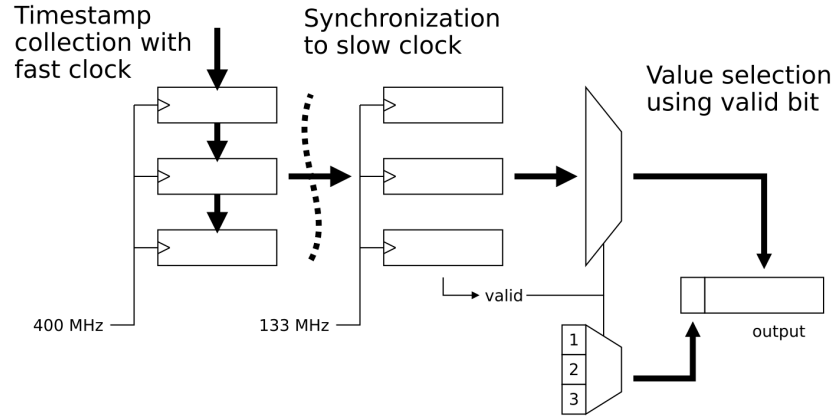 Timestamp
collection with
fast clock
Synchronization
to slow clock
Value selection
using valid bit
400 MHz
133 MHz
valid
output
1
2
3